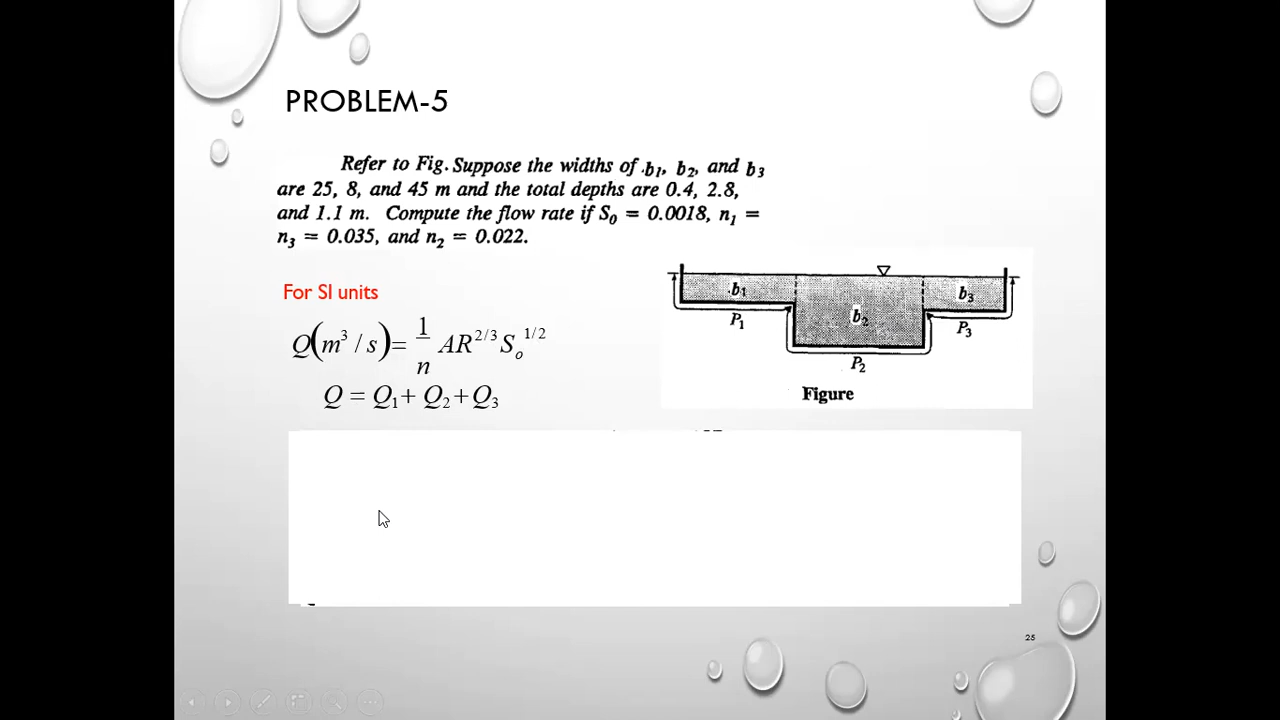 PROBLEM-5
Refer to Fig. Suppose the widths of .b₁, b₂, and b₃
are 25, 8, and 45 m and the total depths are 0.4, 2.8,
and 1.1 m. Compute the flow rate if S₀ = 0.0018, n₁ =
n₃ = 0.035, and n₂ = 0.022.
For SI units
Q(m³/s)= 1/n AR^2/3 Sₒ^1/2
Q = Q₁+ Q₂+Q₃
.b₁
b₂
b₃
P₁
P₂
P₃
Figure
25